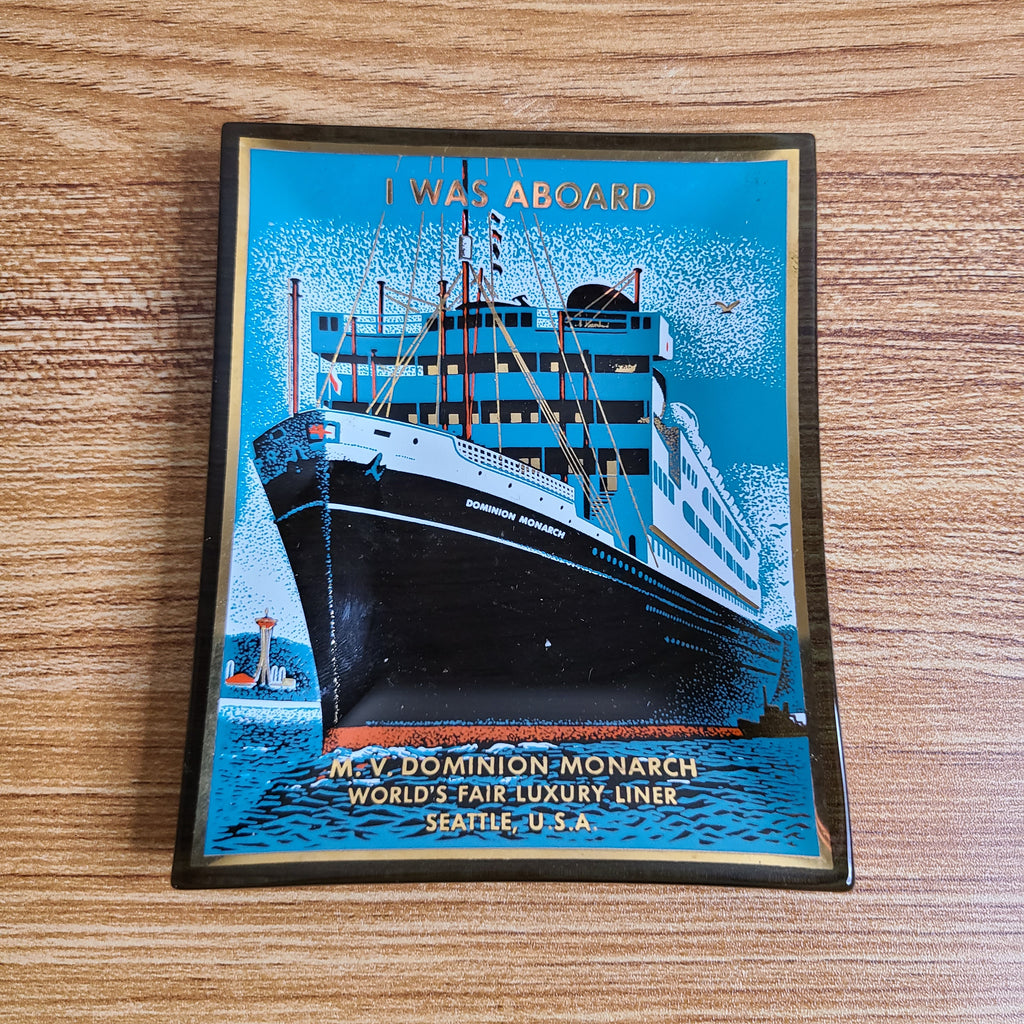 I WAS ABOARD
DOMINION MONARCH
M. V. DOMINION MONARCH
WORLD'S FAIR LUXURY LINER
SEATTLE, U.S.A.